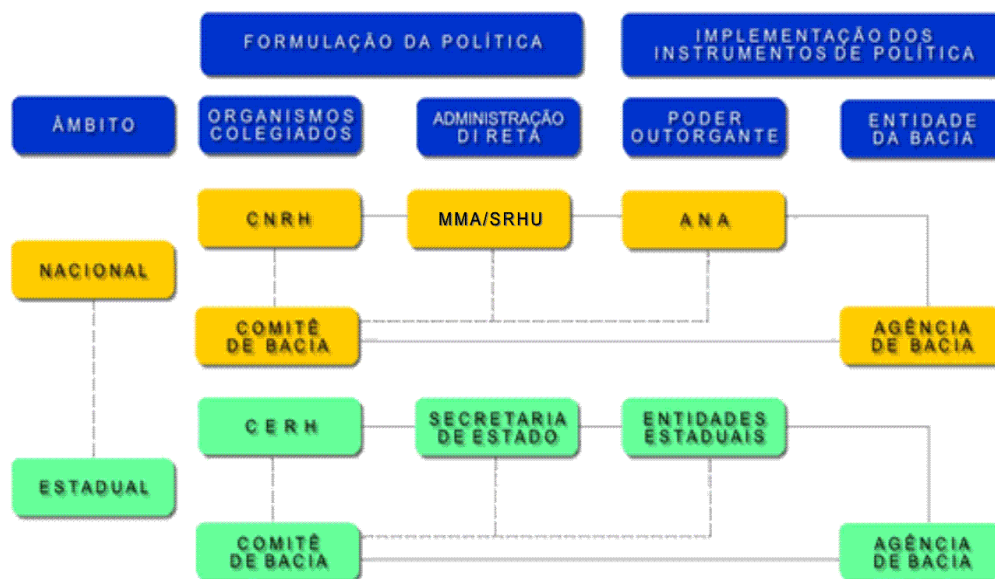 FORMULAÇÃO DA POLÍTICA
IMPLEMENTAÇÃO DOS
INSTRUMENTOS DE POLÍTICA
ÂMBITO
ORGANISMOS
COLEGIADOS
ADMINISTRAÇÃO
DIRETA
PODER
OUTORGANTE
ENTIDADE
DA BACIA
CNRH
MMA/SRHU
ANA
NACIONAL
COMITÊ
DE BACIA
AGÊNCIA
DE BACIA
CERH
SECRETARIA
DE ESTADO
ENTIDADES
ESTADUAIS
ESTADUAL
COMITÊ
DE BACIA
AGÊNCIA
DE BACIA